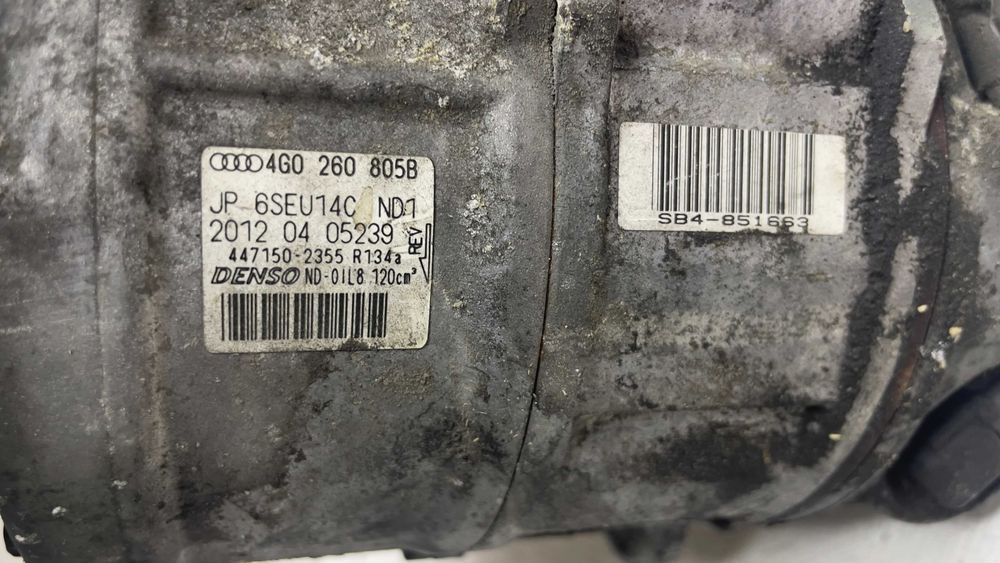 4G0 260 805B
JP 6SEU14C ND1
2012 04 05239
REV
447150-2355 R134a
DENSO ND-OIL8 120cm³
SB4-851663